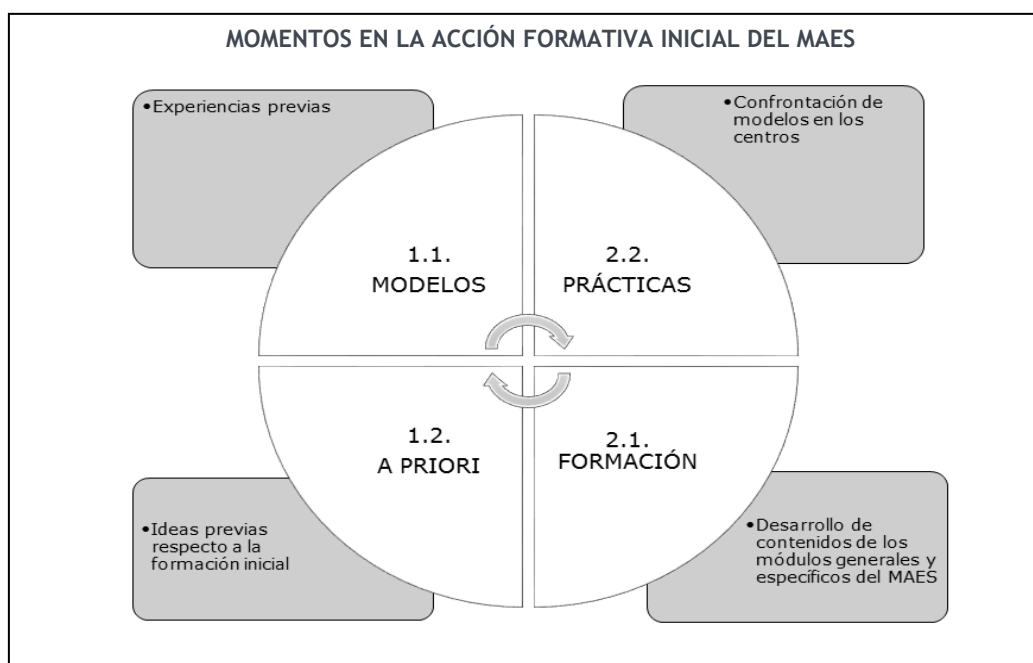 MOMENTOS EN LA ACCIÓN FORMATIVA INICIAL DEL MAES
•Experiencias previas
•Confrontación de
modelos en los
centros
1.1.
MODELOS
2.2.
PRÁCTICAS
1.2.
A PRIORI
2.1.
FORMACIÓN
•Ideas previas
respecto a la
formación inicial
•Desarrollo de
contenidos de los
módulos generales y
específicos del MAES